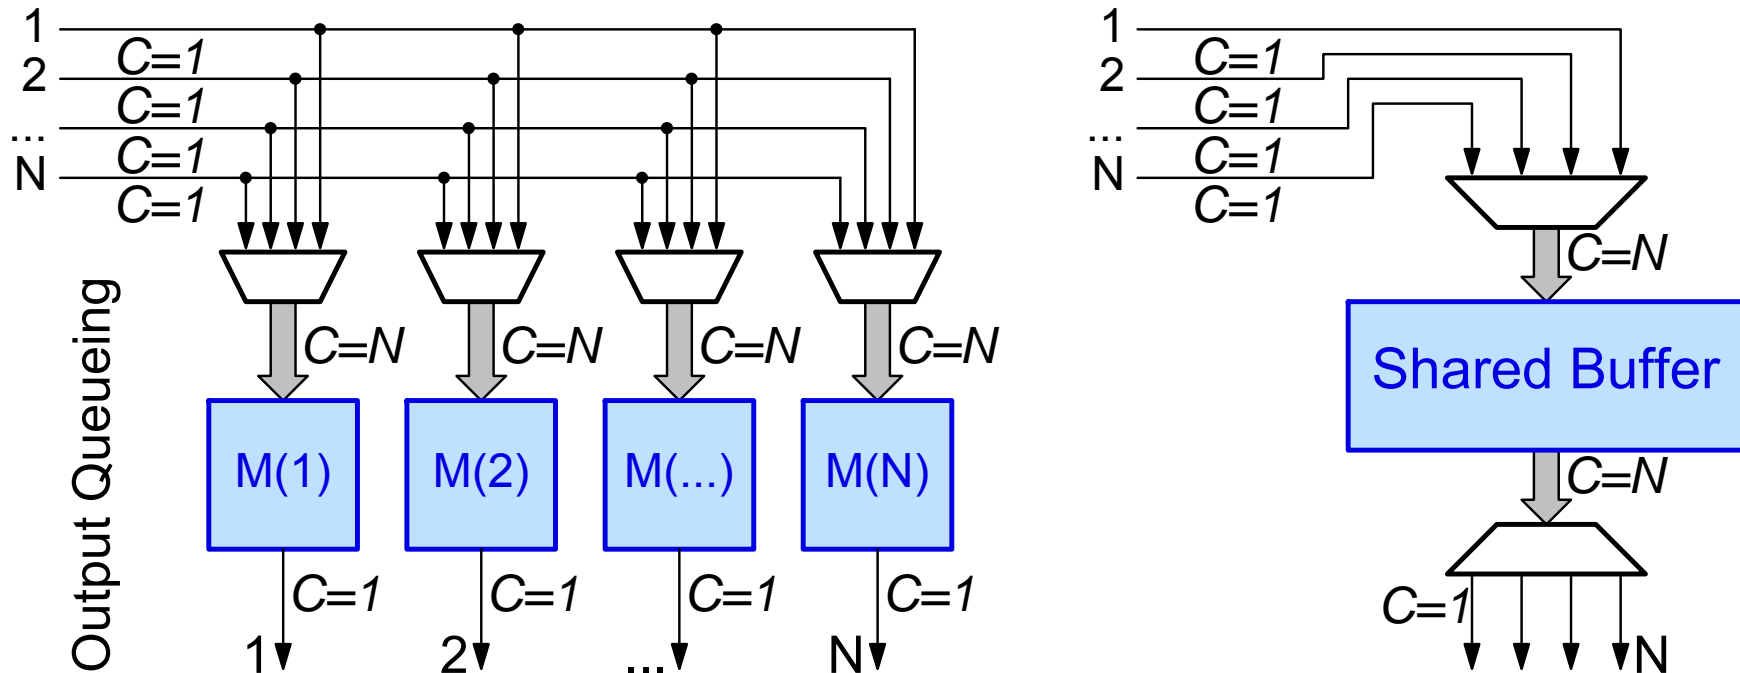 1
C=1
2
C=1
...
C=1
N
C=1
C=N
C=N
C=N
C=N
Output Queueing
M(1)
M(2)
M(...)
M(N)
C=1
C=1
C=1
C=1
1
2
...
N
1
C=1
2
C=1
...
C=1
N
C=1
C=N
Shared Buffer
C=N
C=1
N